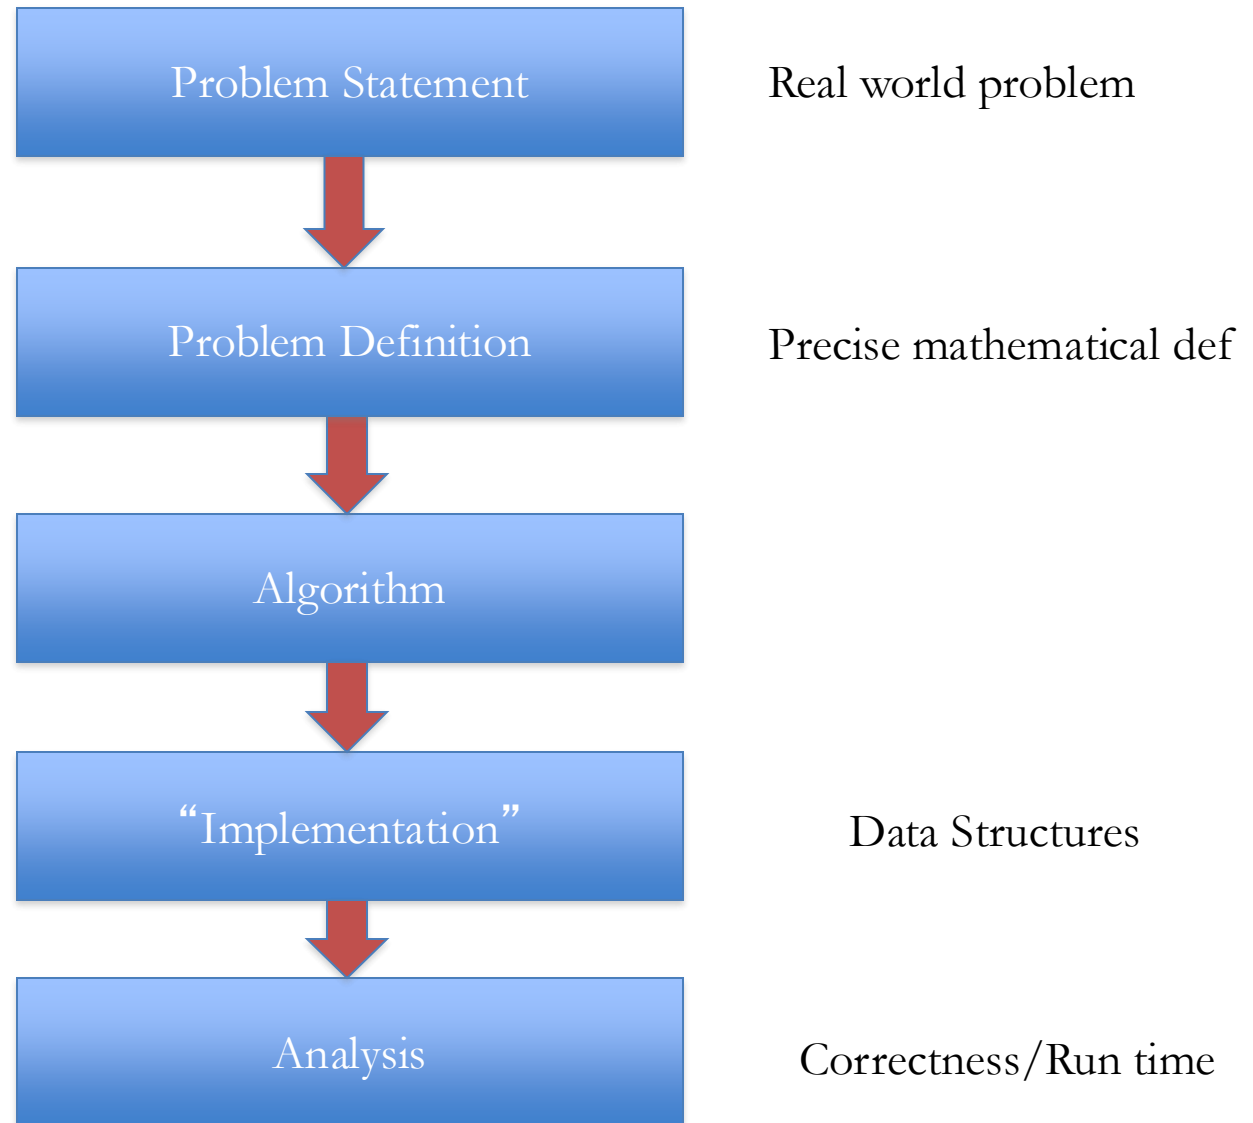 Problem Statement
Real world problem
Problem Definition
Precise mathematical def
Algorithm
“Implementation”
Data Structures
Analysis
Correctness/Run time